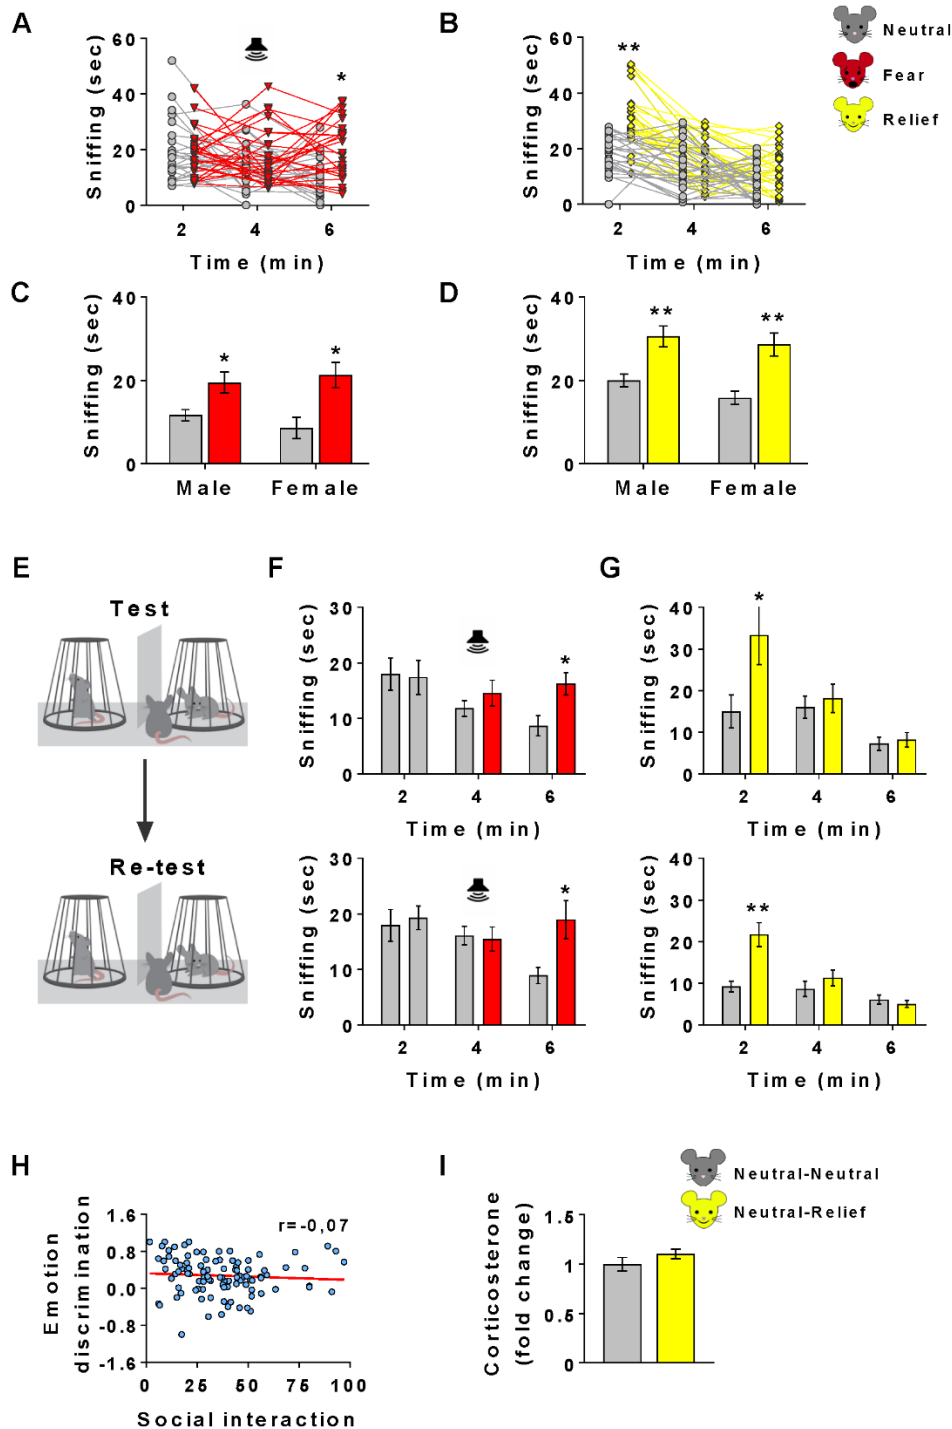 A
Sniffing (sec)
60
40
20
0
*
2 4 6
Time (min)
B
Sniffing (sec)
60
40
20
0
**
2 4 6
Time (min)
Neutral
Fear
Relief
C
Sniffing (sec)
40
20
0
* *
Male Female
D
Sniffing (sec)
40
20
0
** **
Male Female
E
Test
Re-test
F
Sniffing (sec)
30
20
10
0
*
2 4 6
Time (min)
Sniffing (sec)
30
20
10
0
*
2 4 6
Time (min)
G
Sniffing (sec)
40
30
20
10
0
*
2 4 6
Time (min)
Sniffing (sec)
40
30
20
10
0
**
2 4 6
Time (min)
H
Emotion
discrimination
1.6
0.8
0.0
-0.8
-1.6
r=-0,07
0 25 50 75 100
Social interaction
I
Neutral-Neutral
Neutral-Relief
Corticosterone
(fold change)
1.5
1
0.5
0